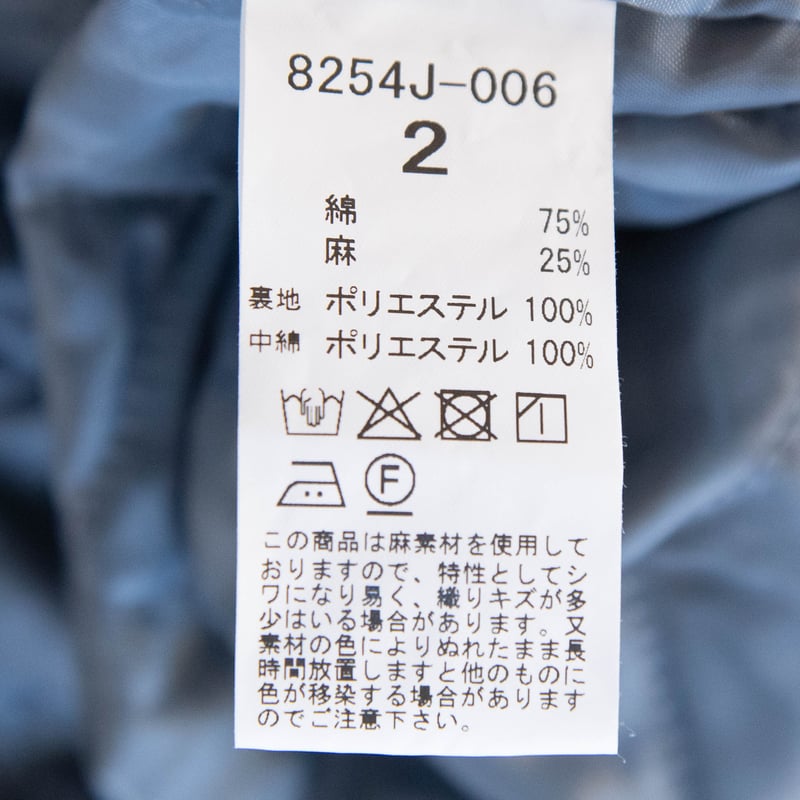 8254J-006
2
綿 75%
麻 25%
裏地 ポリエステル 100%
中綿 ポリエステル 100%
F
この商品は麻素材を使用して
おりますので、特性としてシ
ワになり易く、織りキズが多
少はいる場合があります。又
素材の色によりぬれたまま長
時間放置しますと他のものに
色が移染する場合があります
のでご注意下さい。